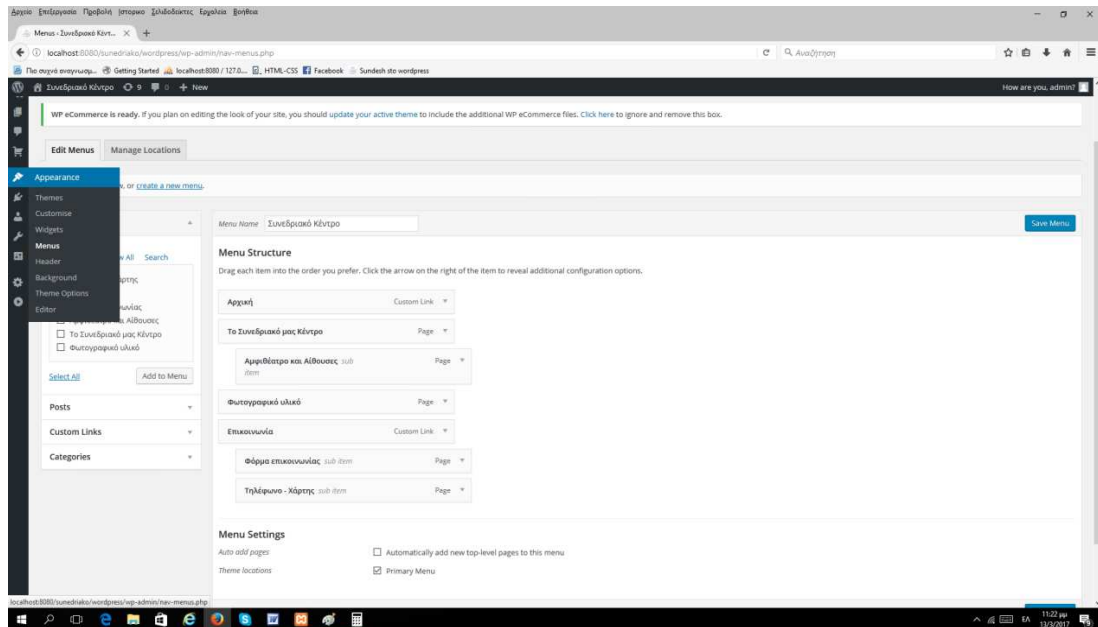 Αρχείο Επεξεργασία Προβολή Ιστορικό Σελιδοδείκτες Εργαλεία Βοήθεια
Menus ‹ Συνεδριακό Κέντ...
localhost:8080/sunedriako/wordpress/wp-admin/nav-menus.php
Αναζήτηση
Πιο συχνά αναγνωσμ... Getting Started localhost:8080 / 127.0.... HTML-CSS Facebook Sundesh sto wordpress
Συνεδριακό Κέντρο 9 0 + New
How are you, admin?
WP eCommerce is ready. If you plan on editing the look of your site, you should update your active theme to include the additional WP eCommerce files. Click here to ignore and remove this box.
Edit Menus Manage Locations
Appearance
Themes
Customise
Widgets
Menus
Header
Background
Theme Options
Editor
, or create a new menu.
Menu Name Συνεδριακό Κέντρο
Save Menu
All Search
Αμφιθέατρο και Αίθουσες
Το Συνεδριακό μας Κέντρο
Φωτογραφικό υλικό
Select All Add to Menu
Posts
Custom Links
Categories
Menu Structure
Drag each item into the order you prefer. Click the arrow on the right of the item to reveal additional configuration options.
Αρχική Custom Link
Το Συνεδριακό μας Κέντρο Page
Αμφιθέατρο και Αίθουσες sub item Page
Φωτογραφικό υλικό Page
Επικοινωνία Custom Link
Φόρμα επικοινωνίας sub item Page
Τηλέφωνο - Χάρτης sub item Page
Menu Settings
Auto add pages Automatically add new top-level pages to this menu
Theme locations Primary Menu
localhost:8080/sunedriako/wordpress/wp-admin/nav-menus.php
ΕΛ
11:22 μμ
13/3/2017